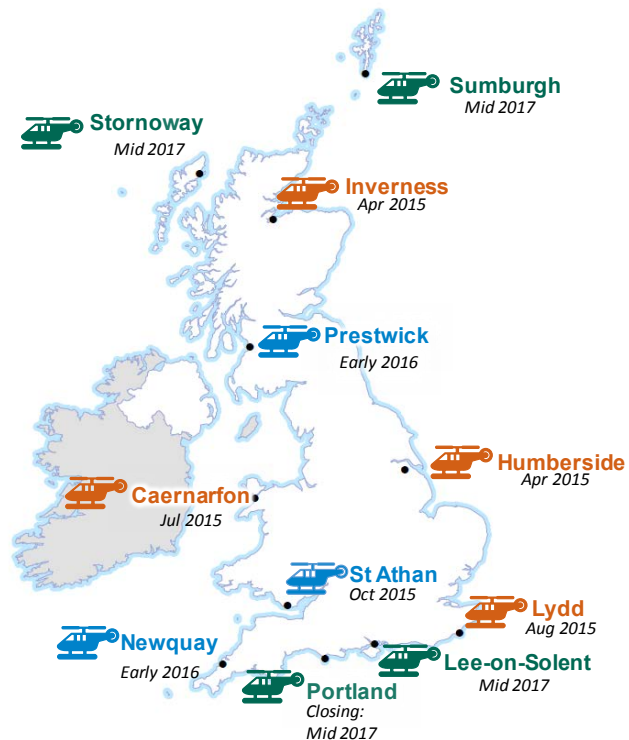 Sumburgh
Mid 2017
Stornoway
Mid 2017
Inverness
Apr 2015
Prestwick
Early 2016
Humberside
Apr 2015
Caernarfon
Jul 2015
St Athan
Oct 2015
Lydd
Aug 2015
Newquay
Early 2016
Lee-on-Solent
Mid 2017
Portland
Closing:
Mid 2017